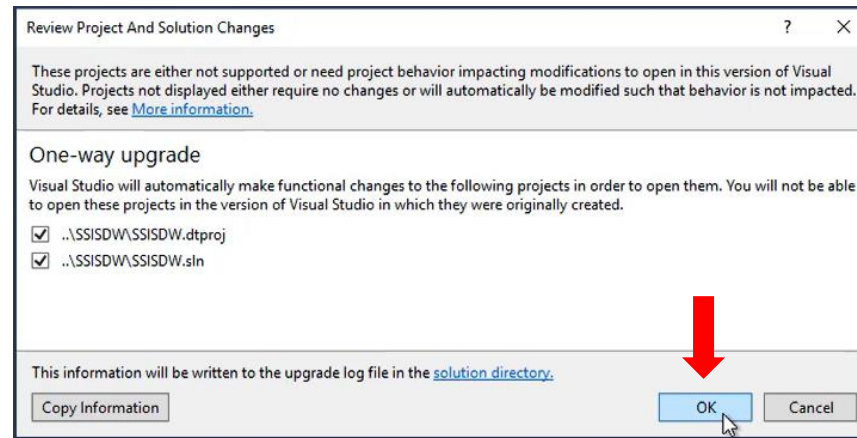 Review Project And Solution Changes ? X
These projects are either not supported or need project behavior impacting modifications to open in this version of Visual
Studio. Projects not displayed either require no changes or will automatically be modified such that behavior is not impacted.
For details, see More information.
One-way upgrade
Visual Studio will automatically make functional changes to the following projects in order to open them. You will not be able
to open these projects in the version of Visual Studio in which they were originally created.
..\SSISDW\SSISDW.dtproj
..\SSISDW\SSISDW.sln
This information will be written to the upgrade log file in the solution directory.
Copy Information OK Cancel